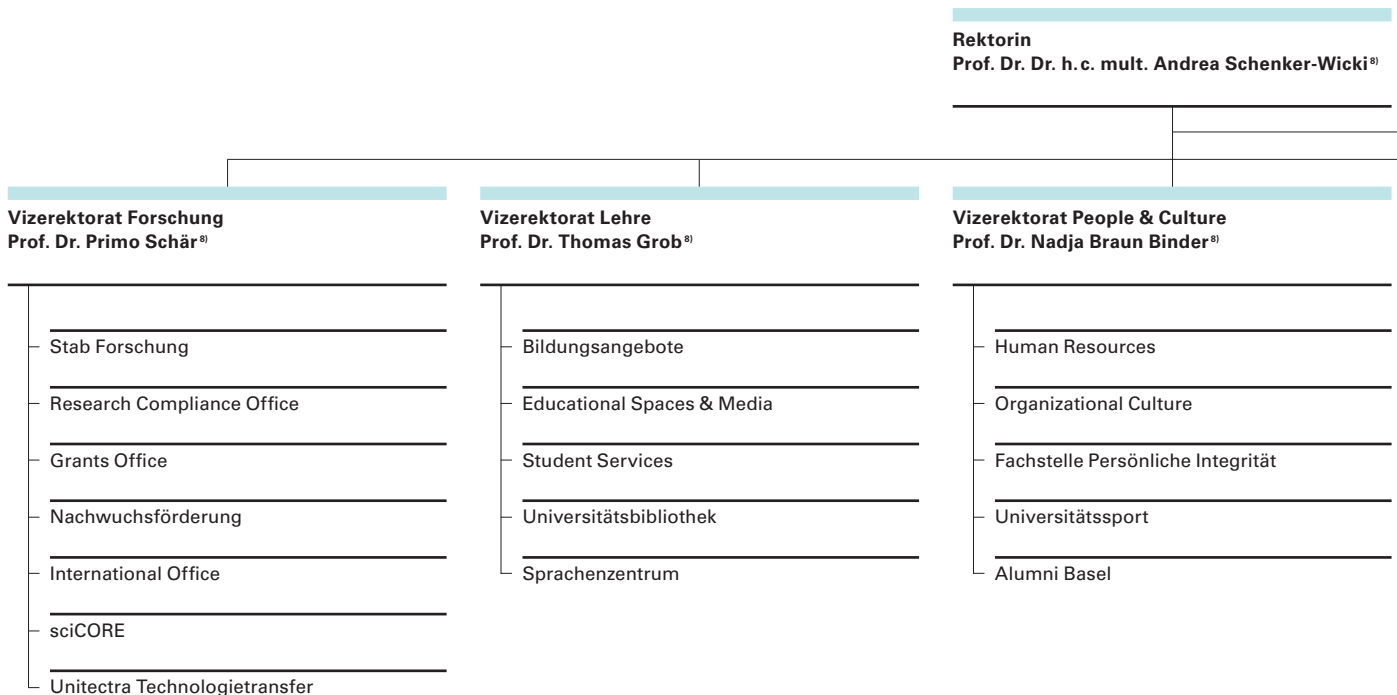 Rektorin
Prof. Dr. Dr. h.c. mult. Andrea Schenker-Wicki 8)
Vizerektorat Forschung
Prof. Dr. Primo Schär 8)
Stab Forschung
Research Compliance Office
Grants Office
Nachwuchsförderung
International Office
sciCORE
Unitectra Technologietransfer
Vizerektorat Lehre
Prof. Dr. Thomas Grob 8)
Bildungsangebote
Educational Spaces & Media
Student Services
Universitätsbibliothek
Sprachenzentrum
Vizerektorat People & Culture
Prof. Dr. Nadja Braun Binder 8)
Human Resources
Organizational Culture
Fachstelle Persönliche Integrität
Universitätssport
Alumni Basel